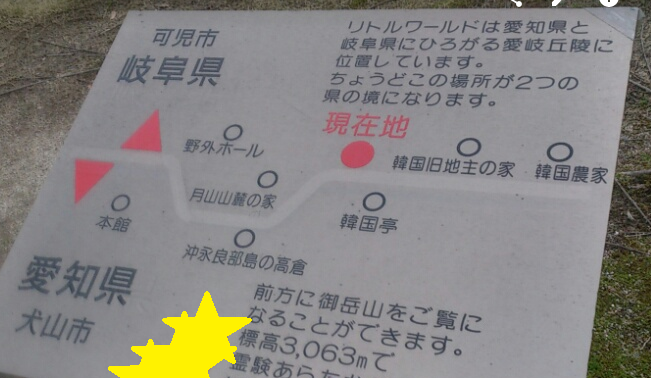 可児市
岐阜県
リトルワールドは愛知県と
岐阜県にひろがる愛岐丘陵に
位置しています。
ちょうどこの場所が2つの
県の境になります。
現在地
野外ホール
韓国旧地主の家
韓国農家
月山山麓の家
本館
韓国亭
沖永良部島の高倉
愛知県
犬山市
前方に御岳山をご覧に
なることができます。
標高3,063mで
霊験あらた